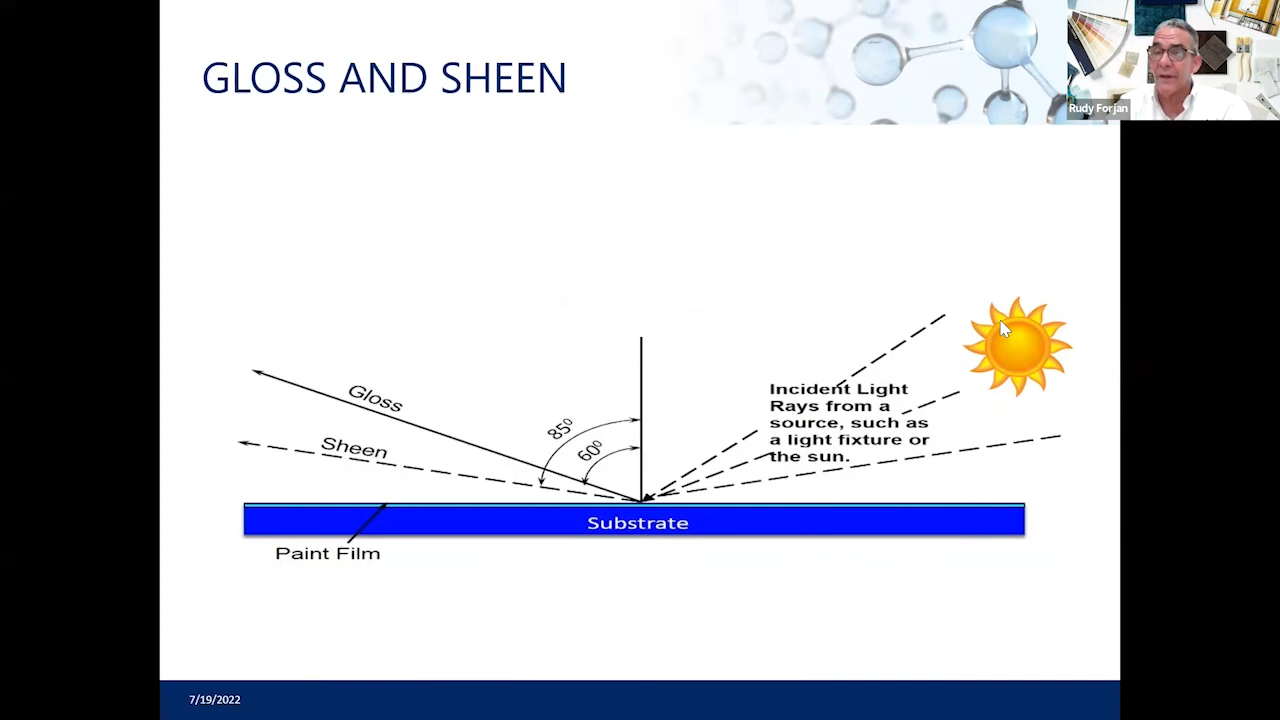 GLOSS AND SHEEN
Rudy Forjan
Gloss
Sheen
85⁰
60⁰
Incident Light
Rays from a
source, such as
a light fixture or
the sun.
Substrate
Paint Film
7/19/2022